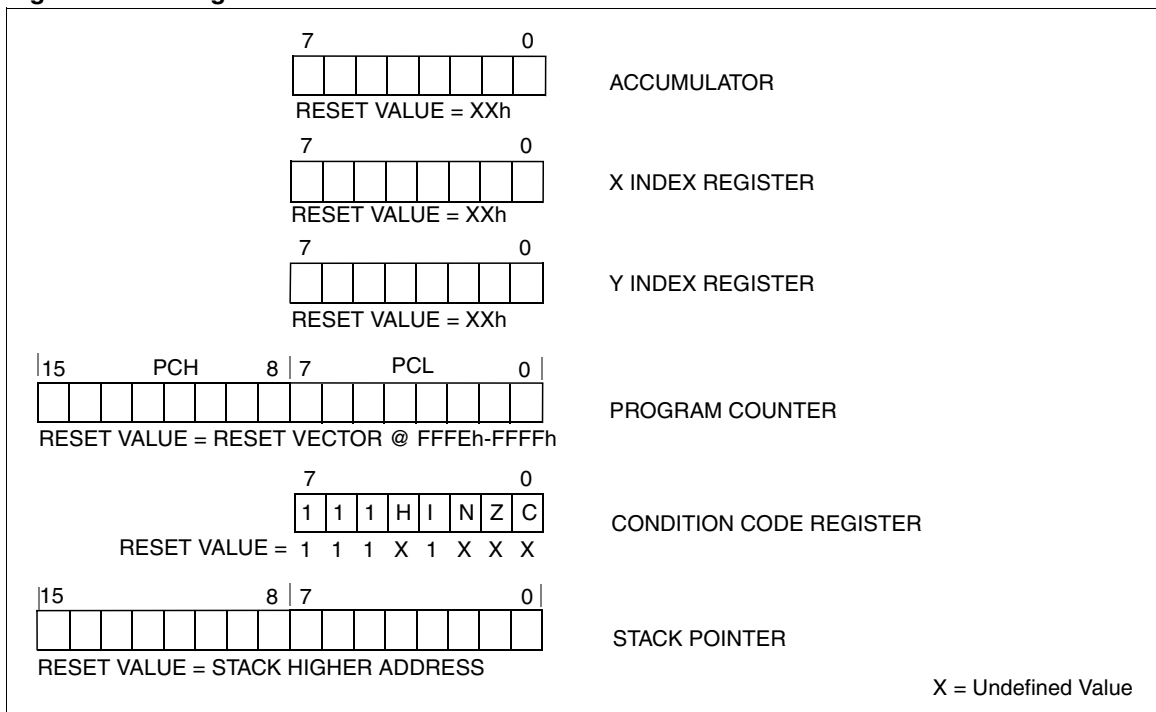 7 0
ACCUMULATOR
RESET VALUE = XXh
7 0
X INDEX REGISTER
RESET VALUE = XXh
7 0
Y INDEX REGISTER
RESET VALUE = XXh
15 PCH 8 7 PCL 0
PROGRAM COUNTER
RESET VALUE = RESET VECTOR @ FFFEh-FFFFh
7 0
1 1 1 H I N Z C
CONDITION CODE REGISTER
RESET VALUE = 1 1 1 X 1 X X X
15 8 7 0
STACK POINTER
RESET VALUE = STACK HIGHER ADDRESS
X = Undefined Value